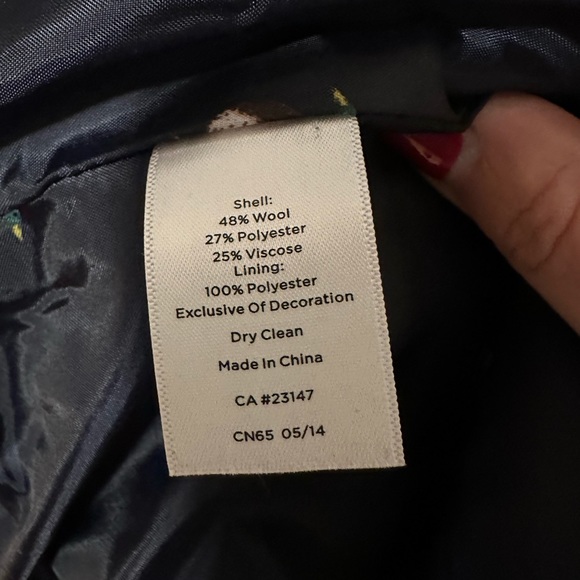 Shell:
48% Wool
27% Polyester
25% Viscose
Lining:
100% Polyester
Exclusive Of Decoration
Dry Clean
Made In China
CA #23147
CN65 05/14